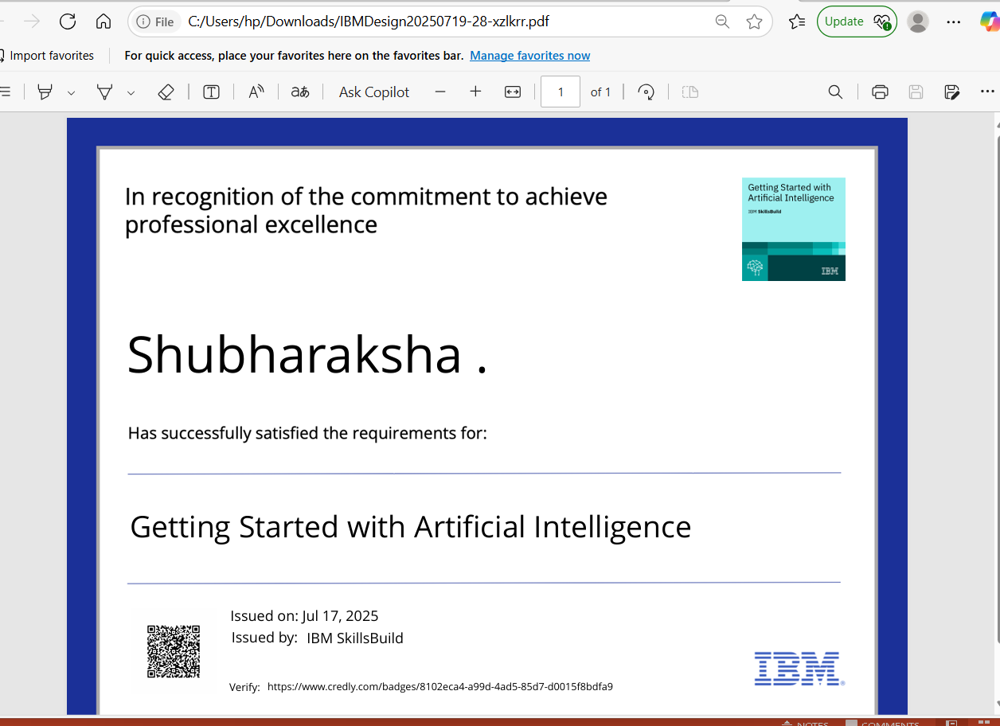 File
C:/Users/hp/Downloads/IBMDesign20250719-28-xzlkrr.pdf
Update
Import favorites
For quick access, place your favorites here on the favorites bar. Manage favorites now
Ask Copilot
1 of 1
In recognition of the commitment to achieve
professional excellence
Getting Started with
Artificial Intelligence
IBM SkillsBuild
IBM
Shubharaksha .
Has successfully satisfied the requirements for:
Getting Started with Artificial Intelligence
Issued on: Jul 17, 2025
Issued by: IBM SkillsBuild
Verify: https://www.credly.com/badges/8102eca4-a99d-4ad5-85d7-d0015f8bdfa9
IBM®
NOTES COMMENTS